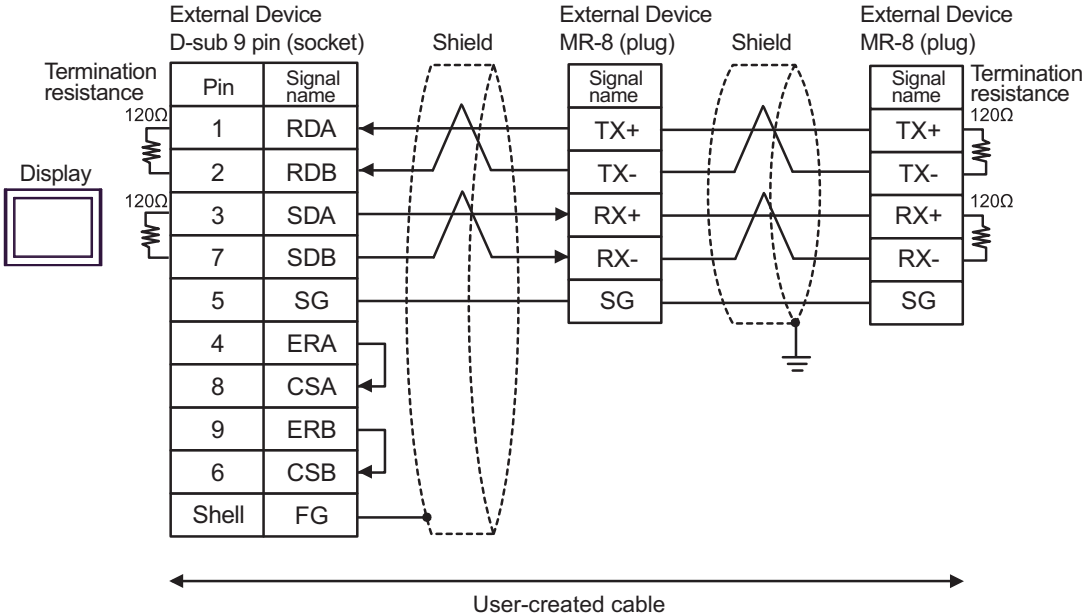 External Device
D-sub 9 pin (socket)
Shield
External Device
MR-8 (plug)
Shield
External Device
MR-8 (plug)
Termination
resistance
Pin
Signal
name
Signal
name
Signal
name
Termination
resistance
120Ω
1
RDA
TX+
TX+
120Ω
2
RDB
TX-
TX-
Display
120Ω
3
SDA
RX+
RX+
120Ω
7
SDB
RX-
RX-
5
SG
SG
SG
4
ERA
8
CSA
9
ERB
6
CSB
Shell
FG
User-created cable